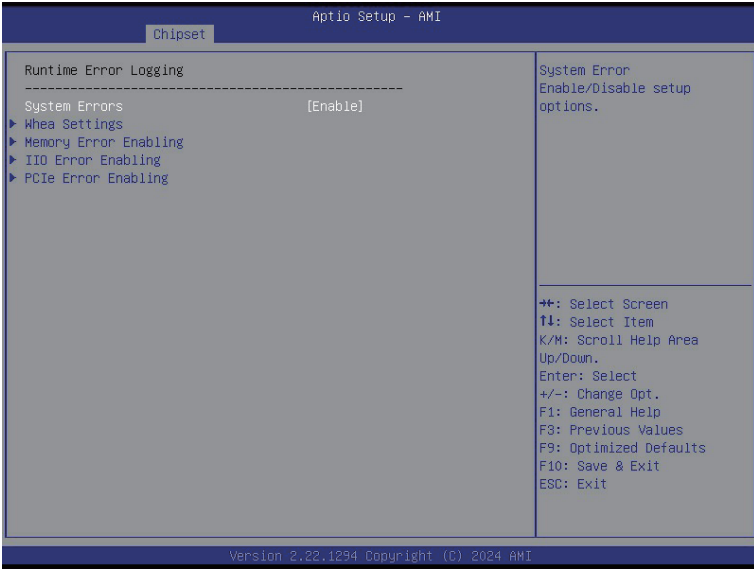 Aptio Setup – AMI
Chipset
Runtime Error Logging
--------------------------------------------------
System Errors [Enable]
Whea Settings
Memory Error Enabling
IIO Error Enabling
PCIe Error Enabling
System Error
Enable/Disable setup
options.
→←: Select Screen
↑↓: Select Item
K/M: Scroll Help Area
Up/Down.
Enter: Select
+/-: Change Opt.
F1: General Help
F3: Previous Values
F9: Optimized Defaults
F10: Save & Exit
ESC: Exit
Version 2.22.1294 Copyright (C) 2024 AMI